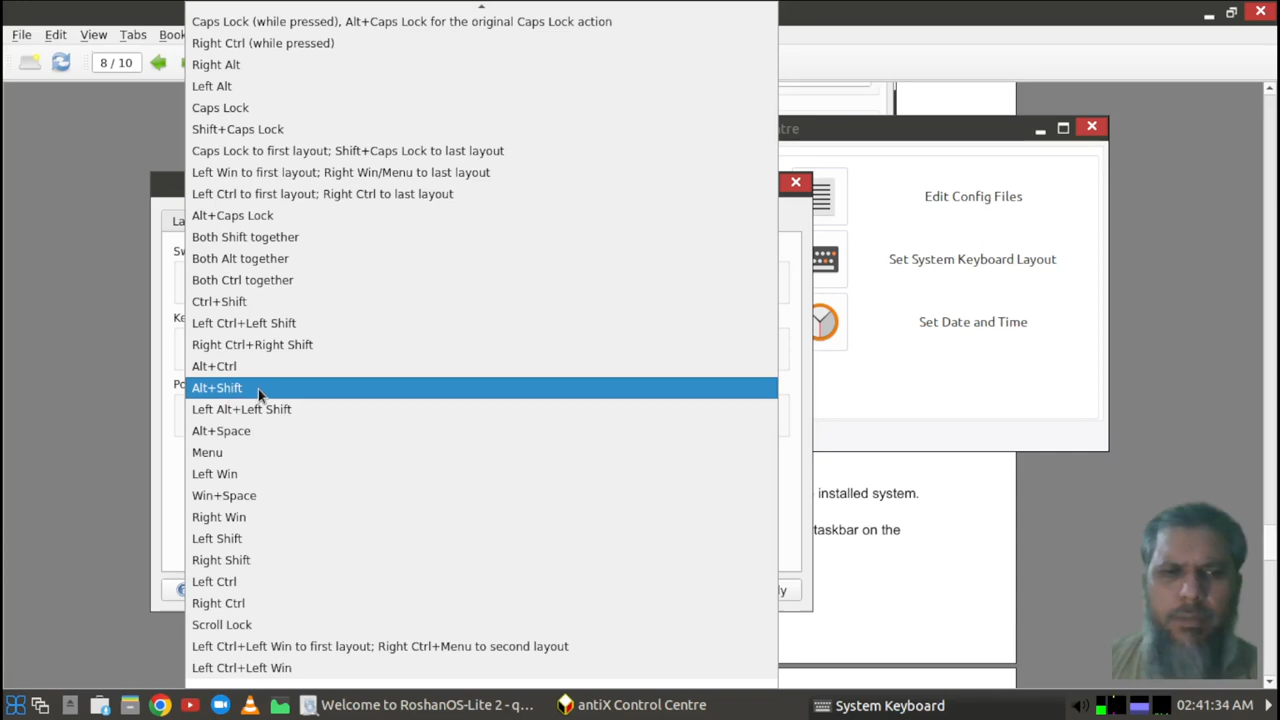 Caps Lock (while pressed), Alt+Caps Lock for the original Caps Lock action
File Edit View Tabs
Right Ctrl (while pressed)
8 / 10
Right Alt
Left Alt
Caps Lock
Shift+Caps Lock
Caps Lock to first layout; Shift+Caps Lock to last layout
Left Win to first layout; Right Win/Menu to last layout
Left Ctrl to first layout; Right Ctrl to last layout
Alt+Caps Lock
Both Shift together
Both Alt together
Both Ctrl together
Ctrl+Shift
Left Ctrl+Left Shift
Right Ctrl+Right Shift
Alt+Ctrl
Alt+Shift
Left Alt+Left Shift
Alt+Space
Menu
Left Win
Win+Space
Right Win
Left Shift
Right Shift
Left Ctrl
Right Ctrl
Scroll Lock
Left Ctrl+Left Win to first layout; Right Ctrl+Menu to second layout
Left Ctrl+Left Win
Edit Config Files
Set System Keyboard Layout
Set Date and Time
installed system.
taskbar on the
Welcome to RoshanOS-Lite 2 - q...
antiX Control Centre
System Keyboard
02:41:34 AM